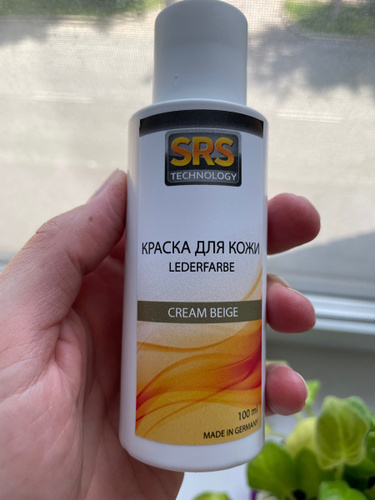 SRS
TECHNOLOGY
КРАСКА ДЛЯ КОЖИ
LEDERFARBE
CREAM BEIGE
100 ml
MADE IN GERMANY